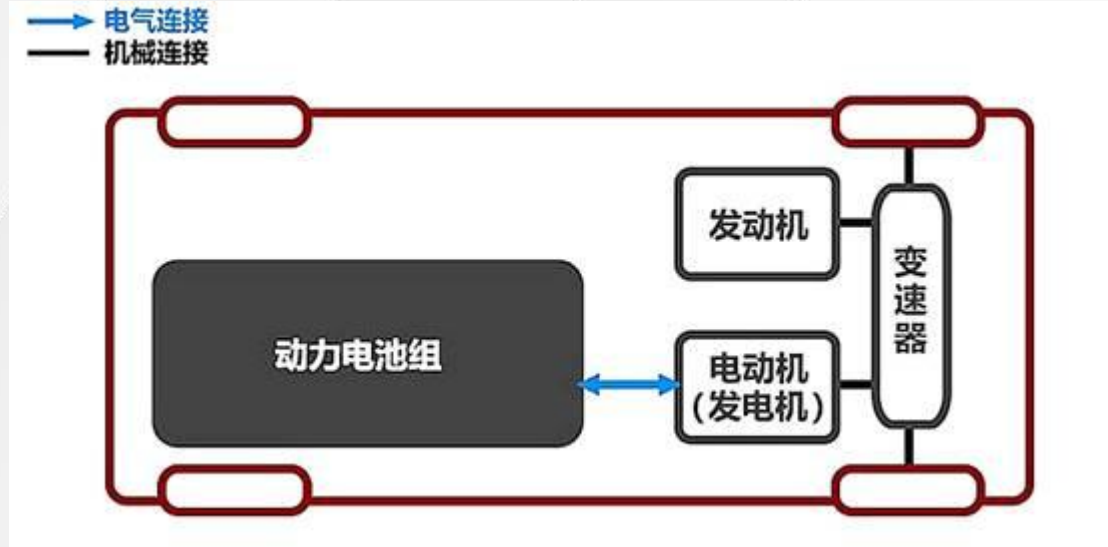 电气连接
机械连接
发动机
变速器
动力电池组
电动机
（发电机）